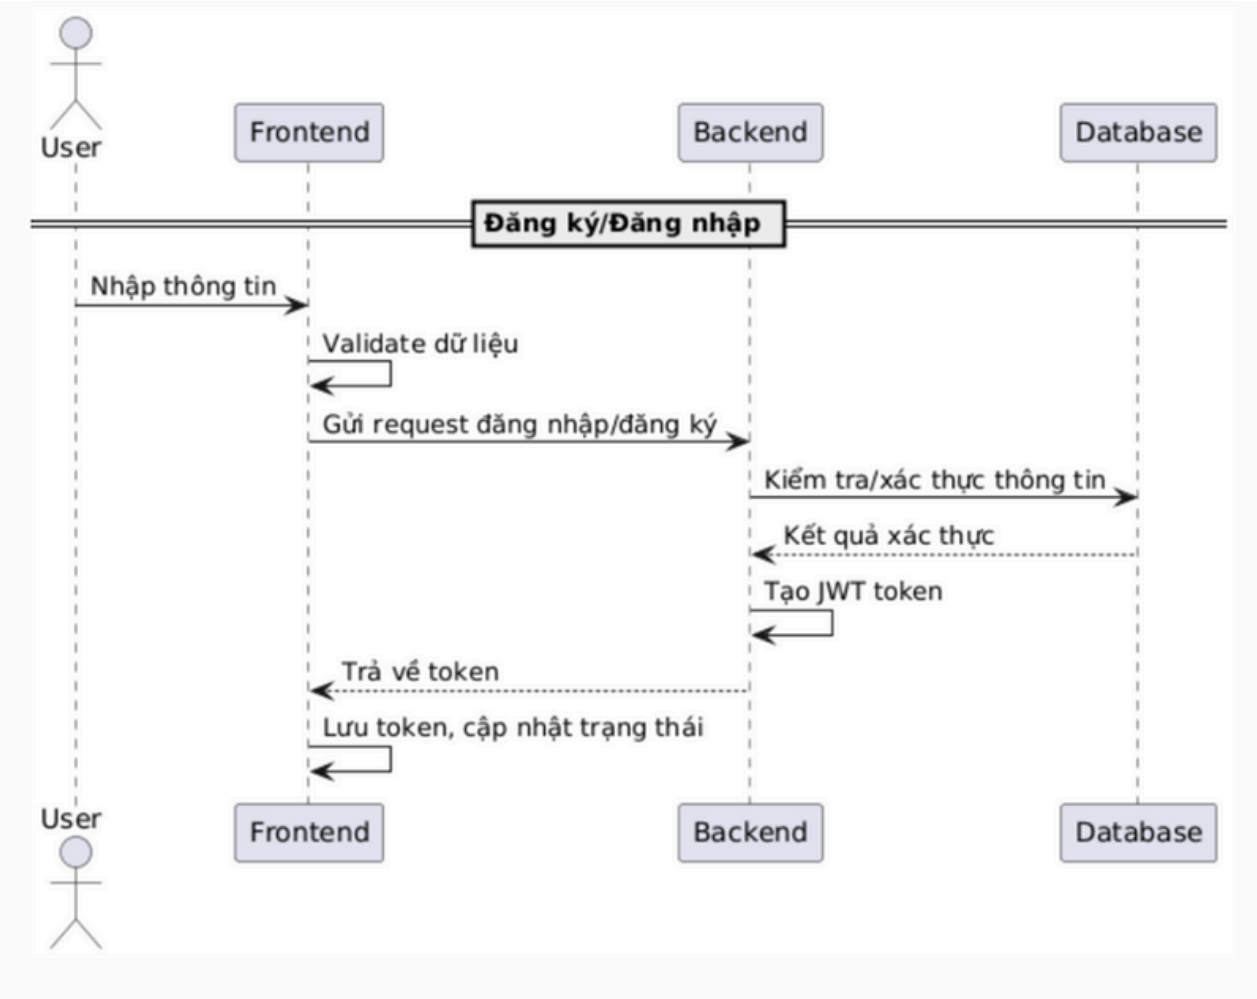 User
Frontend
Backend
Database
Đăng ký/Đăng nhập
Nhập thông tin
Validate dữ liệu
Gửi request đăng nhập/đăng ký
Kiểm tra/xác thực thông tin
Kết quả xác thực
Tạo JWT token
Trả về token
Lưu token, cập nhật trạng thái
User
Frontend
Backend
Database